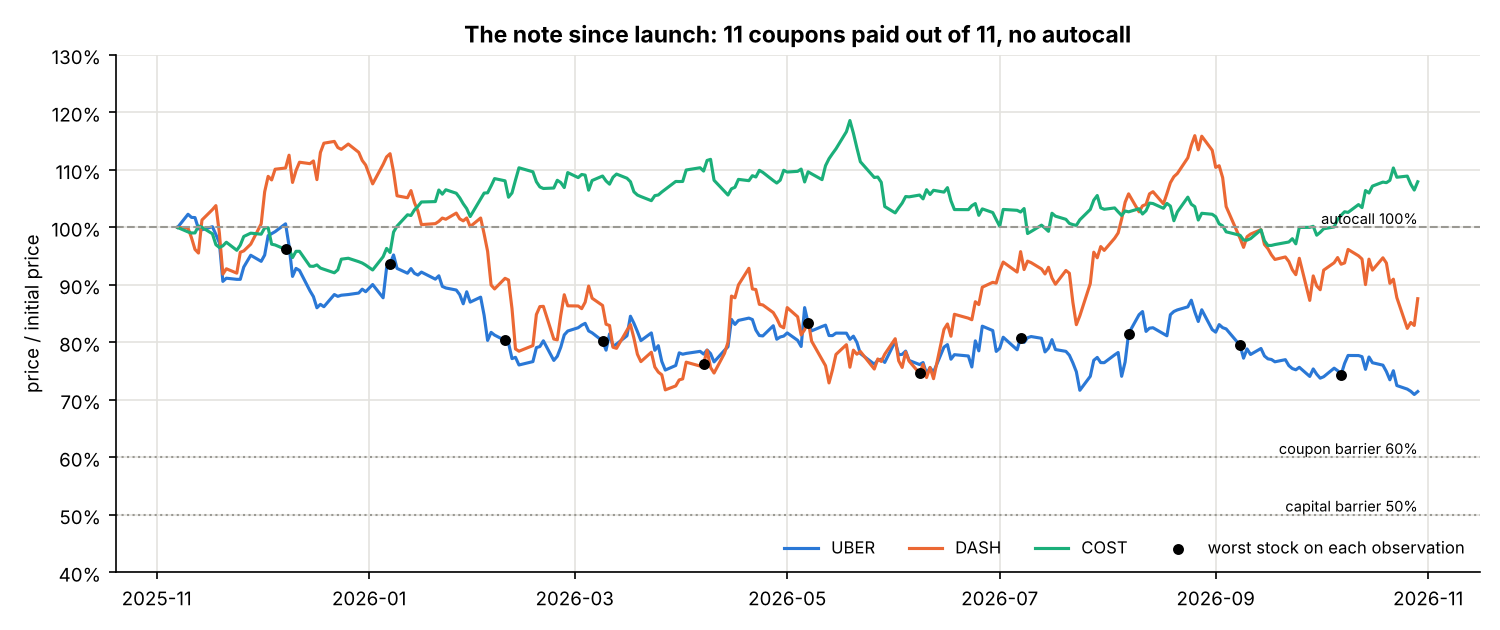 The note since launch: 11 coupons paid out of 11, no autocall
130%
120%
110%
100%
90%
80%
70%
60%
50%
40%
price / initial price
autocall 100%
coupon barrier 60%
capital barrier 50%
UBER DASH COST worst stock on each observation
2025-11 2026-01 2026-03 2026-05 2026-07 2026-09 2026-11